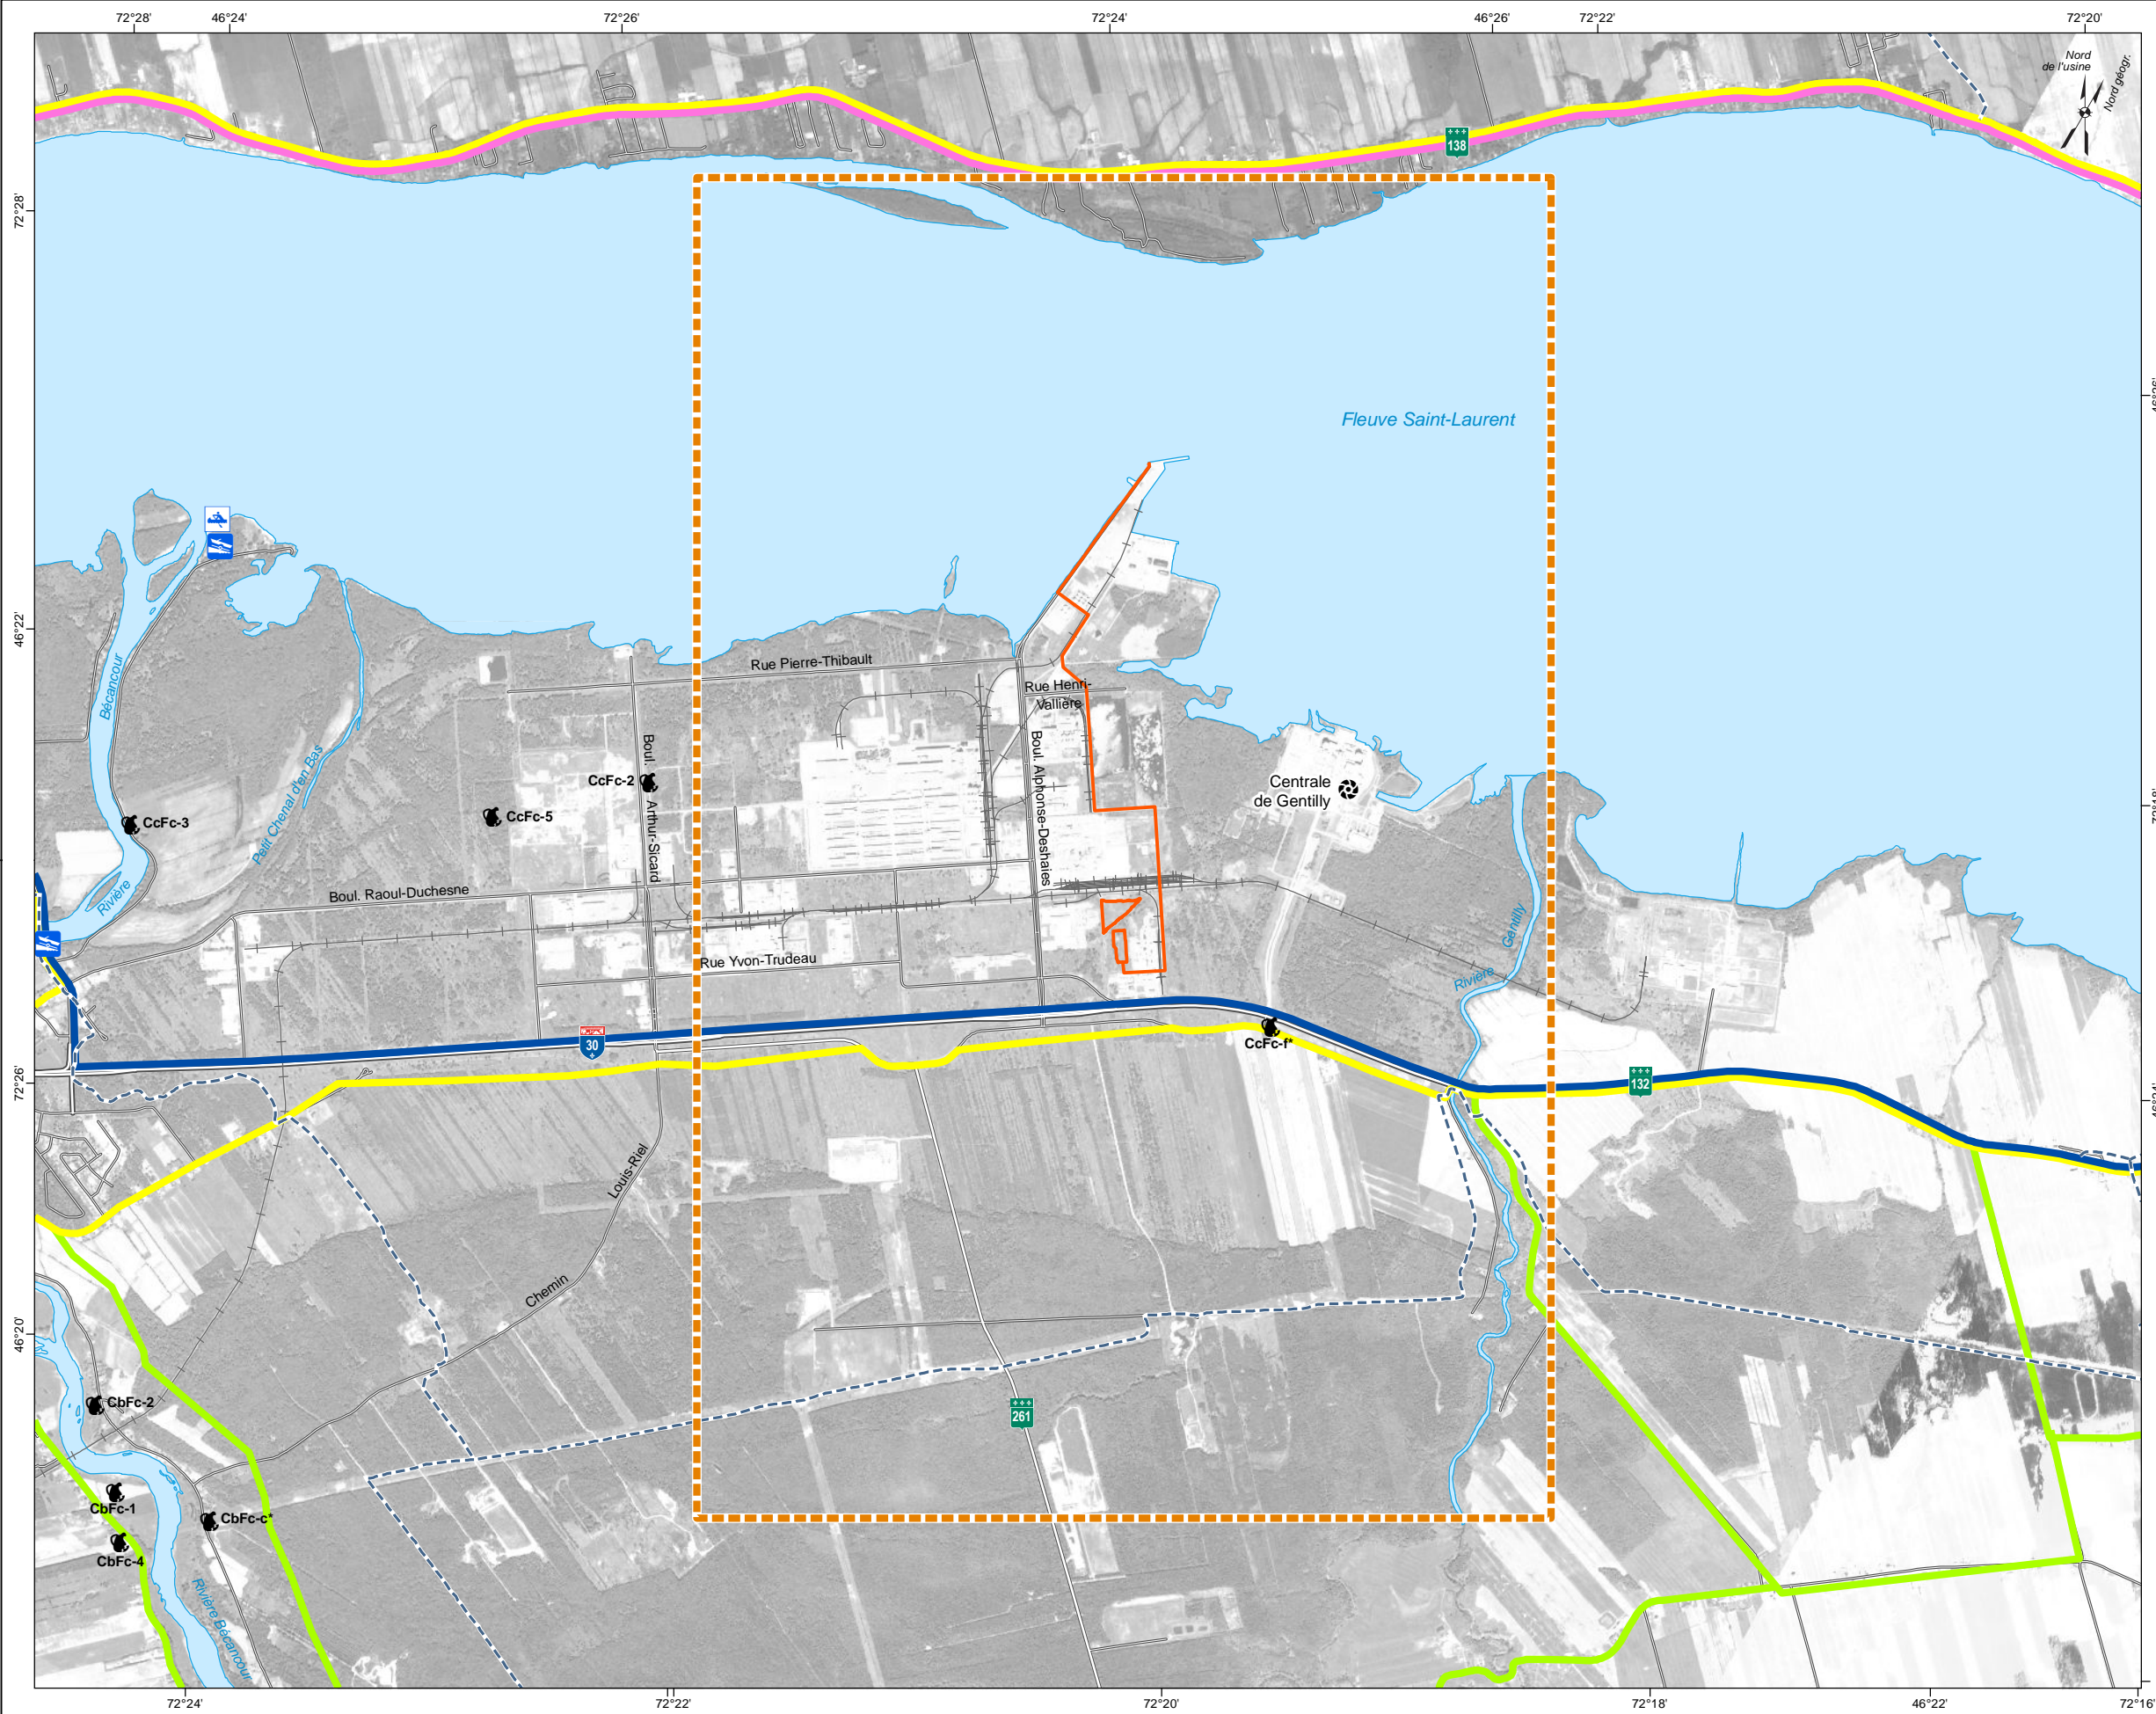 72°28' 46°24' 72°26' 72°24' 46°26' 72°22' 72°20'
Nord
de l'usine
Nord géogr.
138
72°28'
Fleuve Saint-Laurent
46°22'
Rue Pierre-Thibault
Rue Henri-
Vallière
Bécancour
Petit Chenal d'en Bas
Boul.
Arthur-Sicard
Boul. Alphonse-Deshaies
CcFc-2
CcFc-5
CcFc-3
Centrale
de Gentilly
Rivière
Boul. Raoul-Duchesne
Gentilly
Rivière
Rue Yvon-Trudeau
30
CcFc-f*
132
72°26'
Louis-Riel
Chemin
46°20'
261
CbFc-2
CbFc-1
CbFc-c*
CbFc-4
Rivière Bécancour
72°24' 72°22' 72°20' 72°18' 46°22' 72°16'